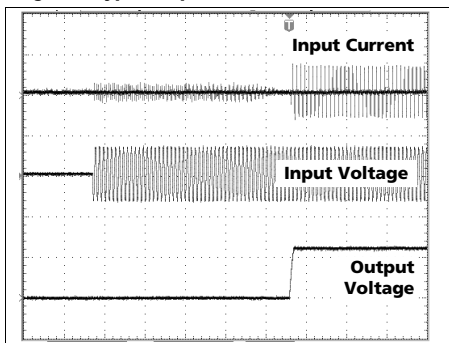 T
Input Current
Input Voltage
Output
Voltage